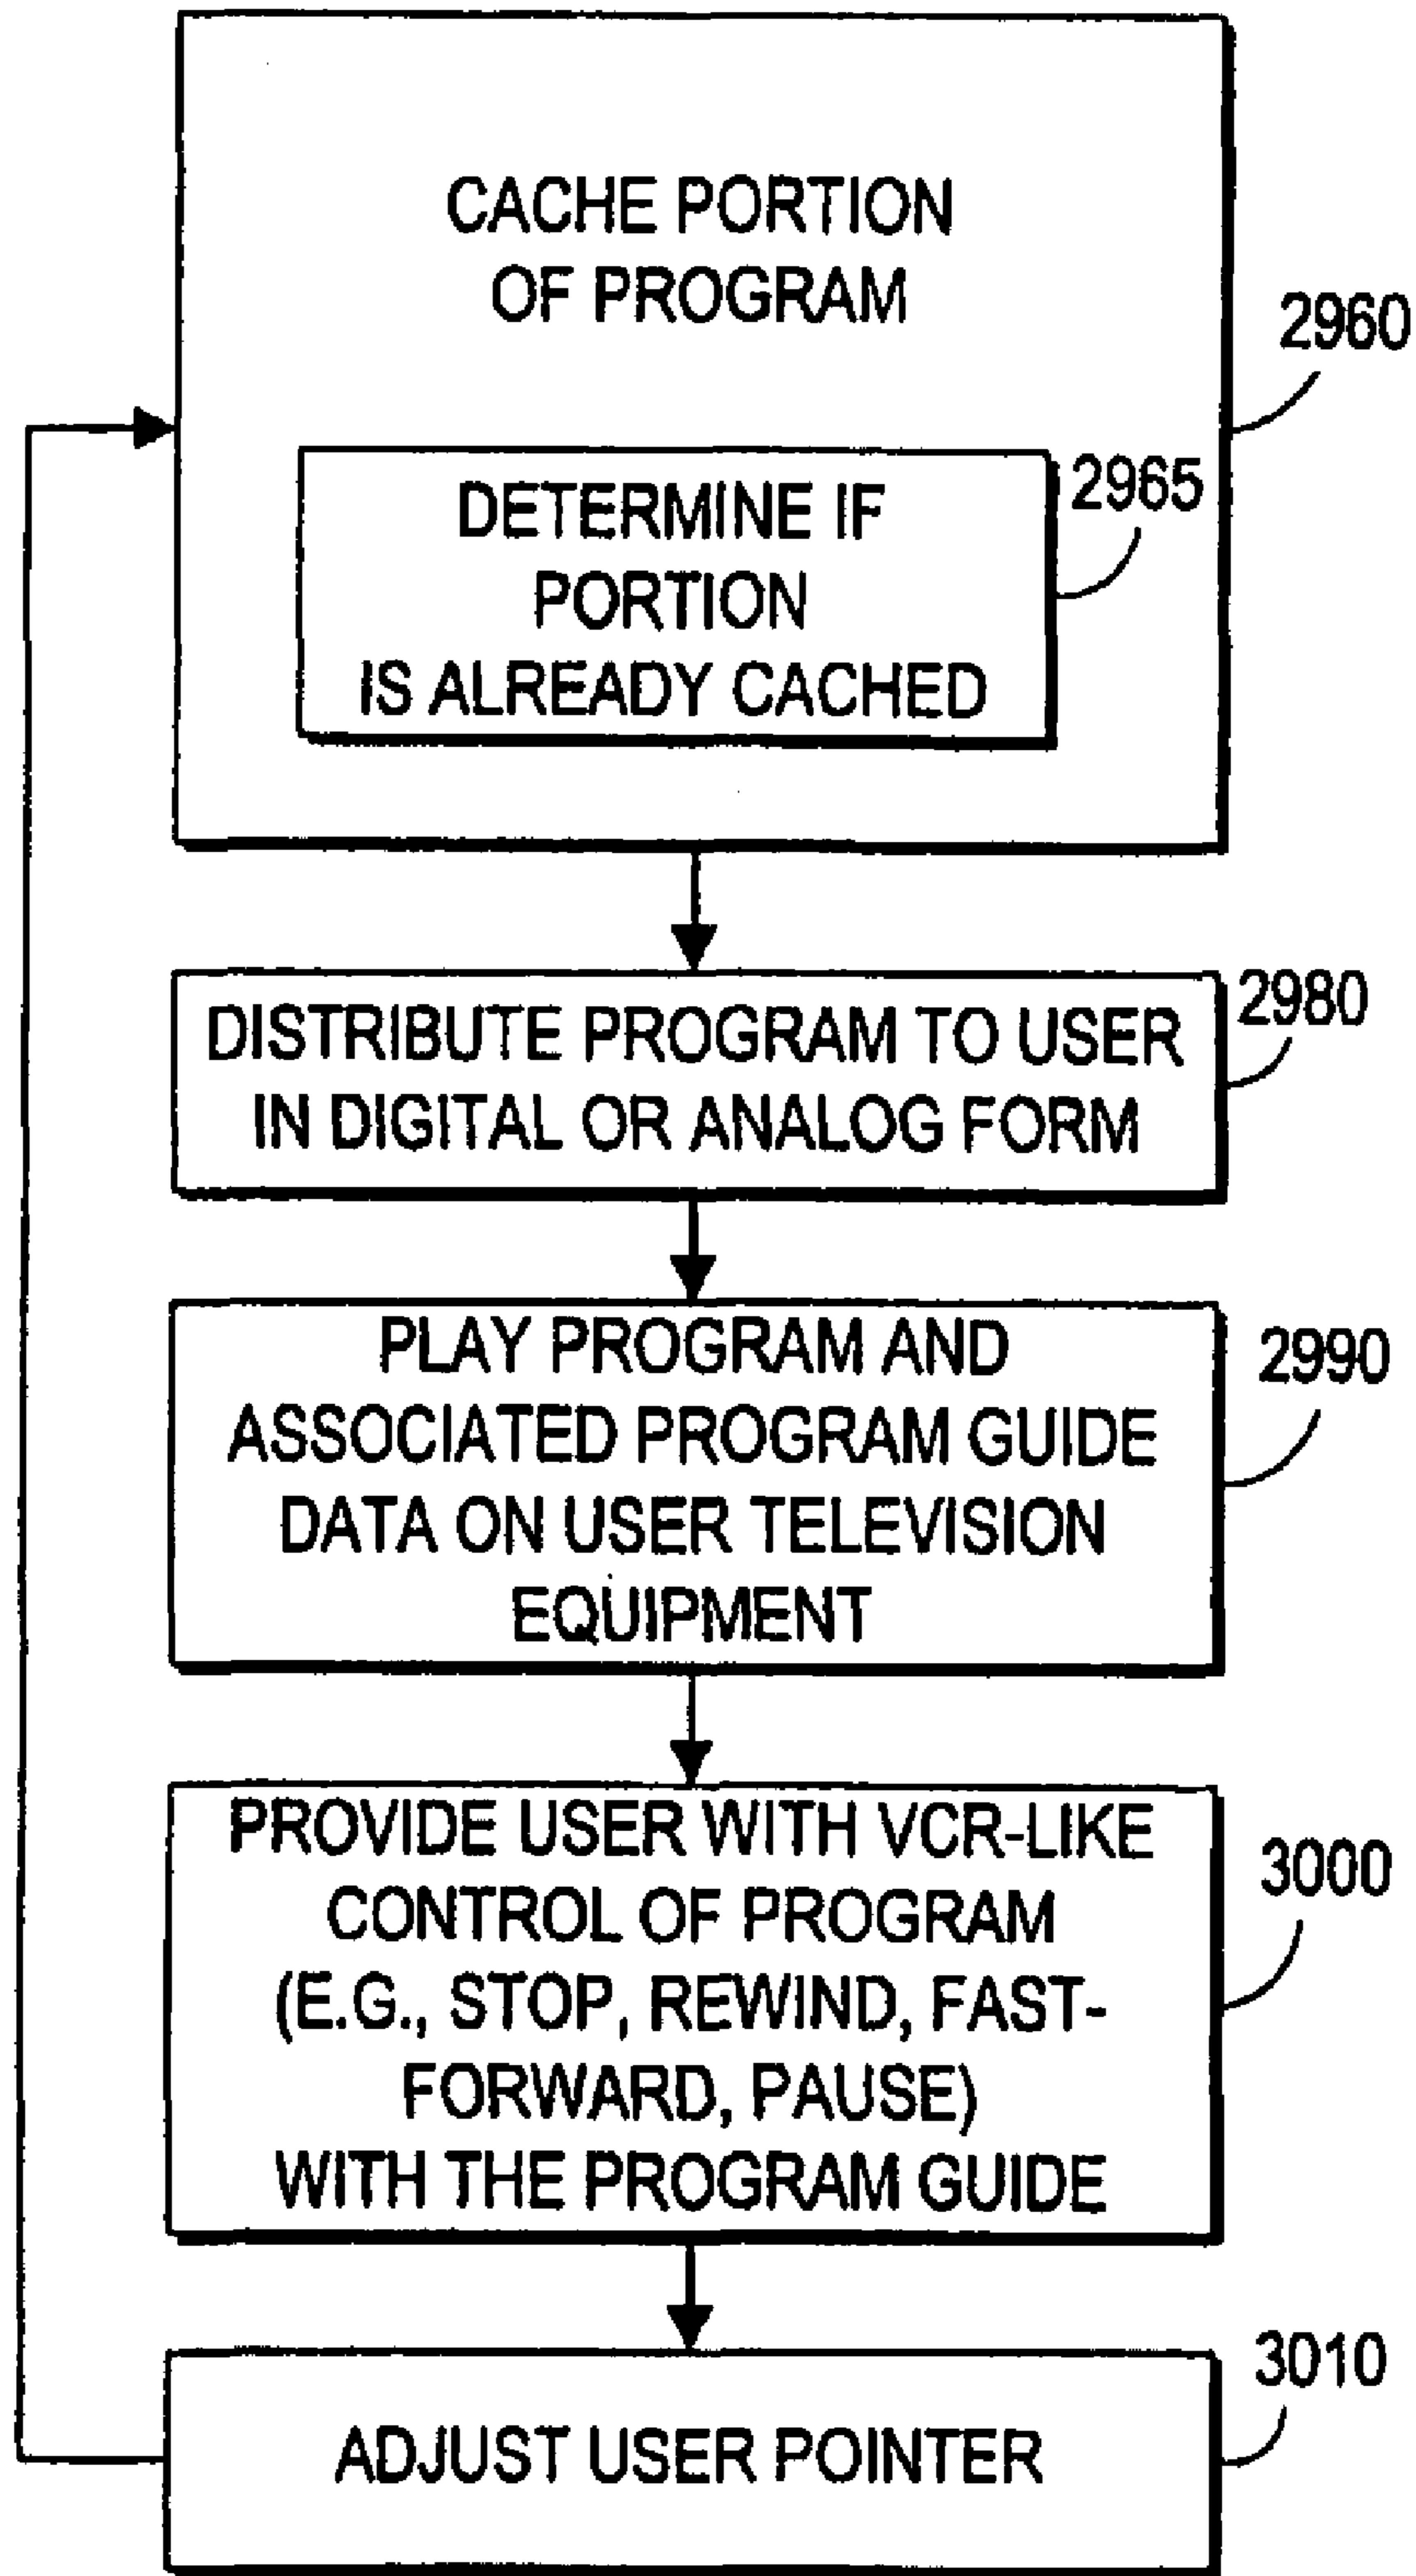 CACHE PORTION
OF PROGRAM
2960
DETERMINE IF
PORTION
IS ALREADY CACHED
2965
DISTRIBUTE PROGRAM TO USER
IN DIGITAL OR ANALOG FORM
2980
PLAY PROGRAM AND
ASSOCIATED PROGRAM GUIDE
DATA ON USER TELEVISION
EQUIPMENT
2990
PROVIDE USER WITH VCR-LIKE
CONTROL OF PROGRAM
(E.G., STOP, REWIND, FAST-
FORWARD, PAUSE)
WITH THE PROGRAM GUIDE
3000
ADJUST USER POINTER
3010